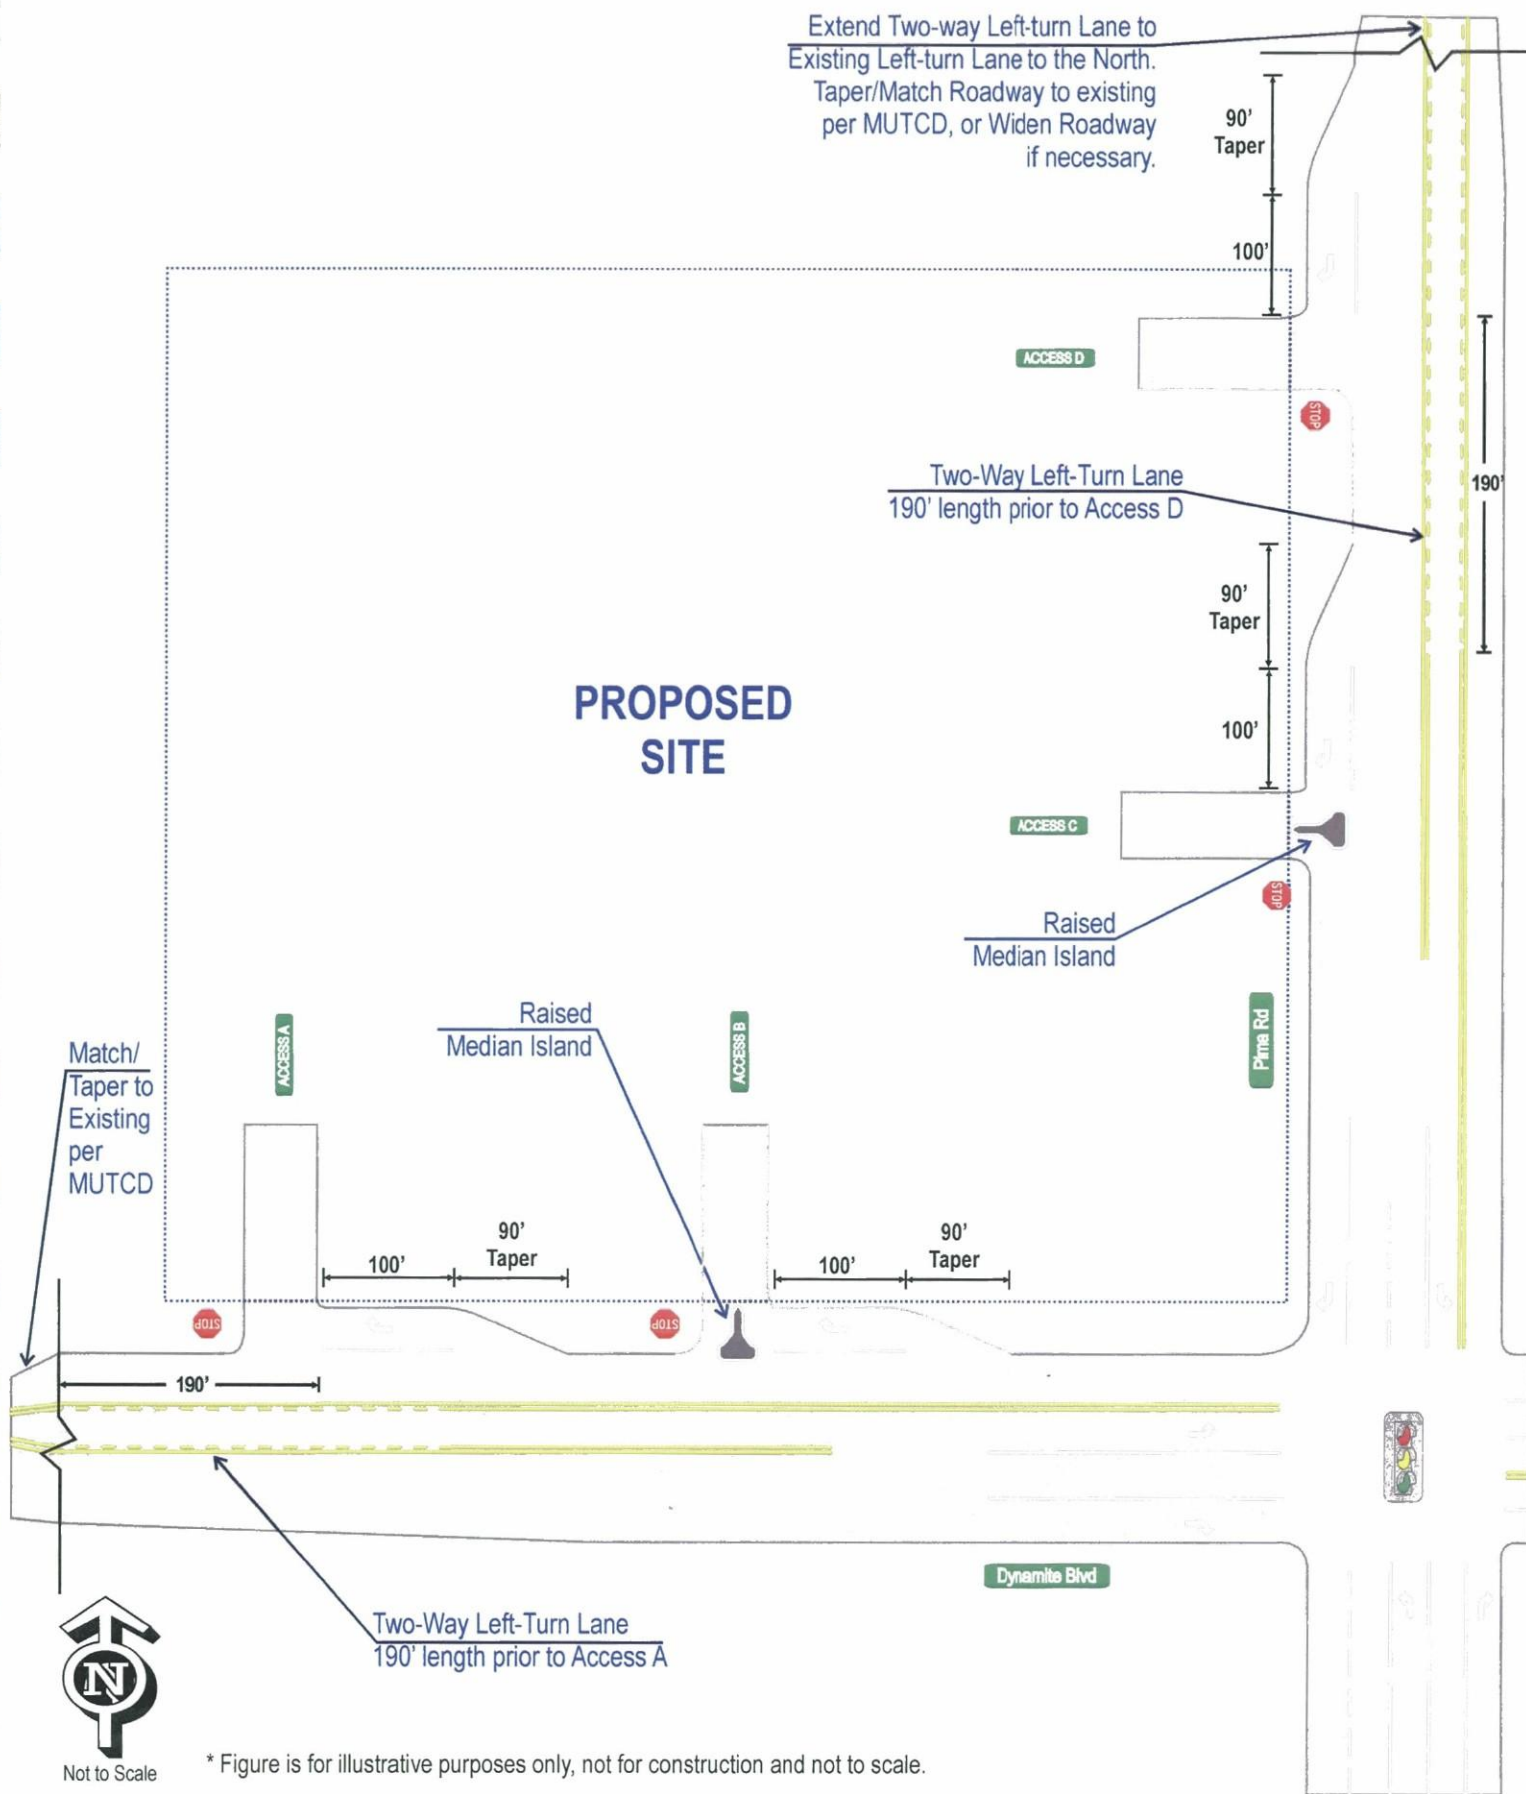 Extend Two-way Left-turn Lane to
Existing Left-turn Lane to the North.
Taper/Match Roadway to existing
per MUTCD, or Widen Roadway
if necessary.
90'
Taper
100'
ACCESS D
STOP
Two-Way Left-Turn Lane
190' length prior to Access D
190'
90'
Taper
100'
PROPOSED
SITE
ACCESS C
STOP
Raised
Median Island
Pima Rd
Raised
Median Island
ACCESS A
ACCESS B
Match/
Taper to
Existing
per
MUTCD
100'
90'
Taper
100'
90'
Taper
STOP
STOP
190'
Dynamite Blvd
Two-Way Left-Turn Lane
190' length prior to Access A
N
Not to Scale
* Figure is for illustrative purposes only, not for construction and not to scale.